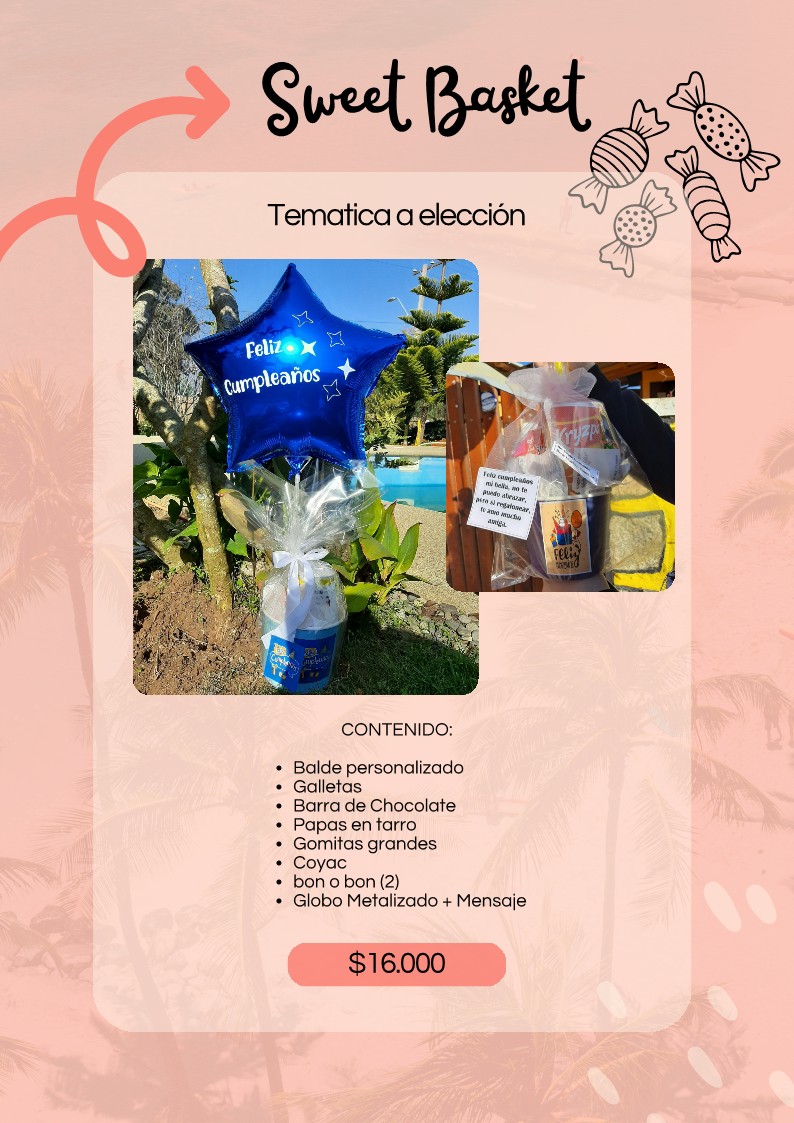 Sweet Basket
Tematica a elección
Feliz
Cumpleaños
Kryzpo
Feliz cumpleaños
mi bella, no te
puedo abrazar,
pero si regalonear,
te amo mucho
amiga.
Feliz
CONTENIDO:
• Balde personalizado
• Galletas
• Barra de Chocolate
• Papas en tarro
• Gomitas grandes
• Coyac
• bon o bon (2)
• Globo Metalizado + Mensaje
$16.000